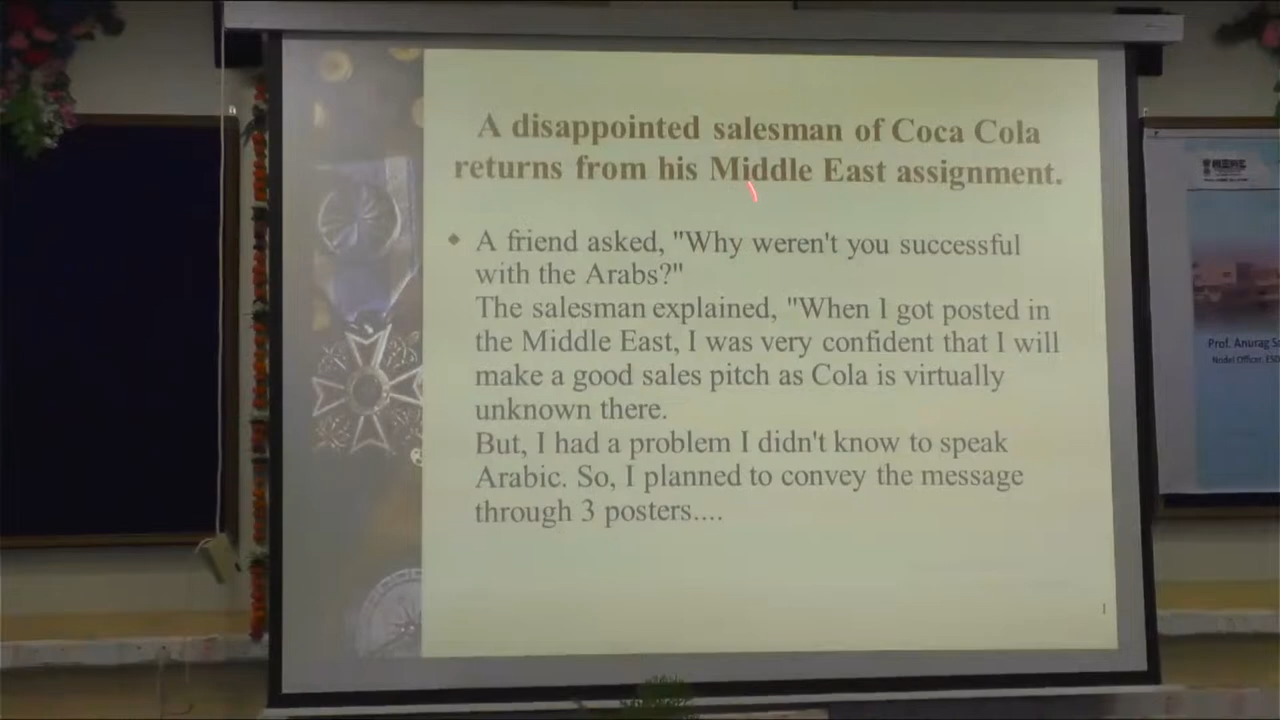 A disappointed salesman of Coca Cola
returns from his Middle East assignment.
A friend asked, "Why weren't you successful
with the Arabs?"
The salesman explained, "When I got posted in
the Middle East, I was very confident that I will
make a good sales pitch as Cola is virtually
unknown there.
But, I had a problem I didn't know to speak
Arabic. So, I planned to convey the message
through 3 posters....
1
Prof. Anurag
Nodel Officer,